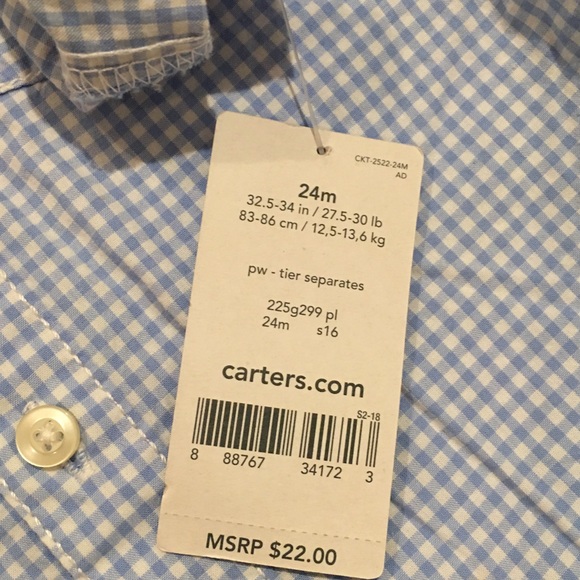 CKT-2522-24M
AD
24m
32.5-34 in / 27.5-30 lb
83-86 cm / 12,5-13,6 kg
pw - tier separates
225g299 pl
24m s16
carters.com
S2-18
8 88767 34172 3
MSRP $22.00